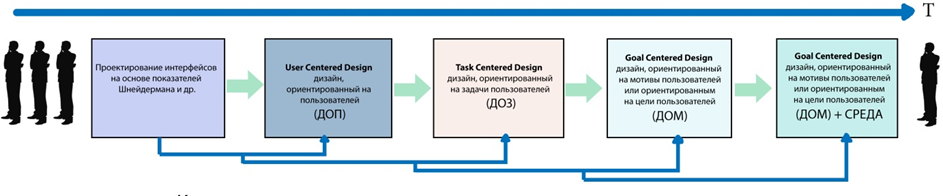 T
Проектирование интерфейсов
на основе показателей
Шнейдермана и др.
User Centered Design
дизайн,
ориентированный на
пользователей
(ДОП)
Task Centered Design
дизайн, ориентированный
на задачи пользователей
(ДОЗ)
Goal Centered Design
дизайн, ориентированный
на мотивы пользователей
или ориентированным
на цели пользователей
(ДОМ)
Goal Centered Design
дизайн, ориентированный
на мотивы пользователей
или ориентированным
на цели пользователей
(ДОМ) + СРЕДА